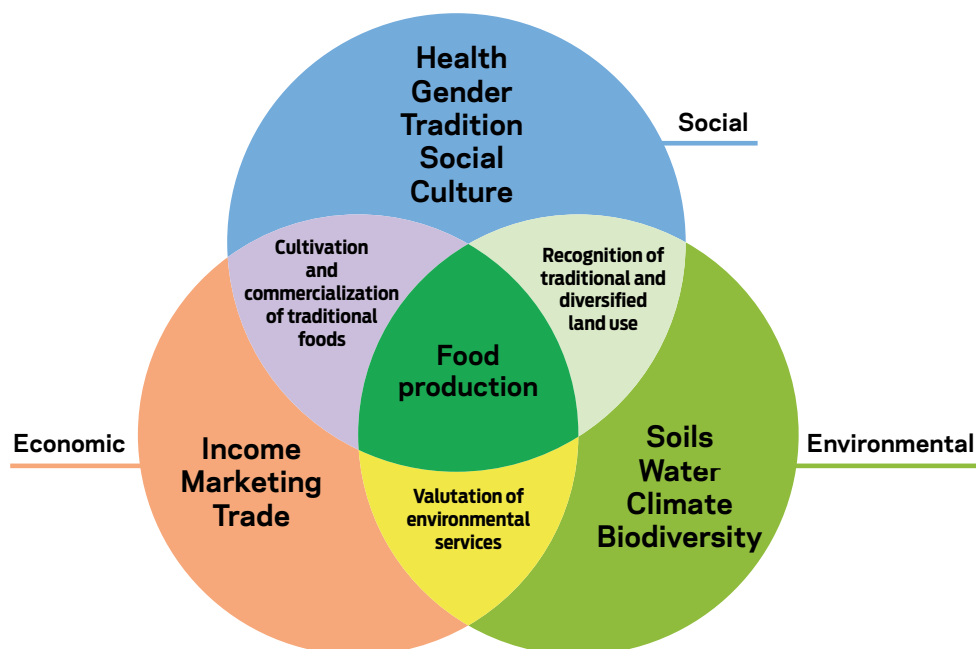 Health
Gender
Tradition
Social
Culture
Social
Cultivation
and
commercialization
of traditional
foods
Recognition of
traditional and
diversified
land use
Food
production
Economic
Income
Marketing
Trade
Soils
Water
Climate
Biodiversity
Environmental
Valutation of
environmental
services